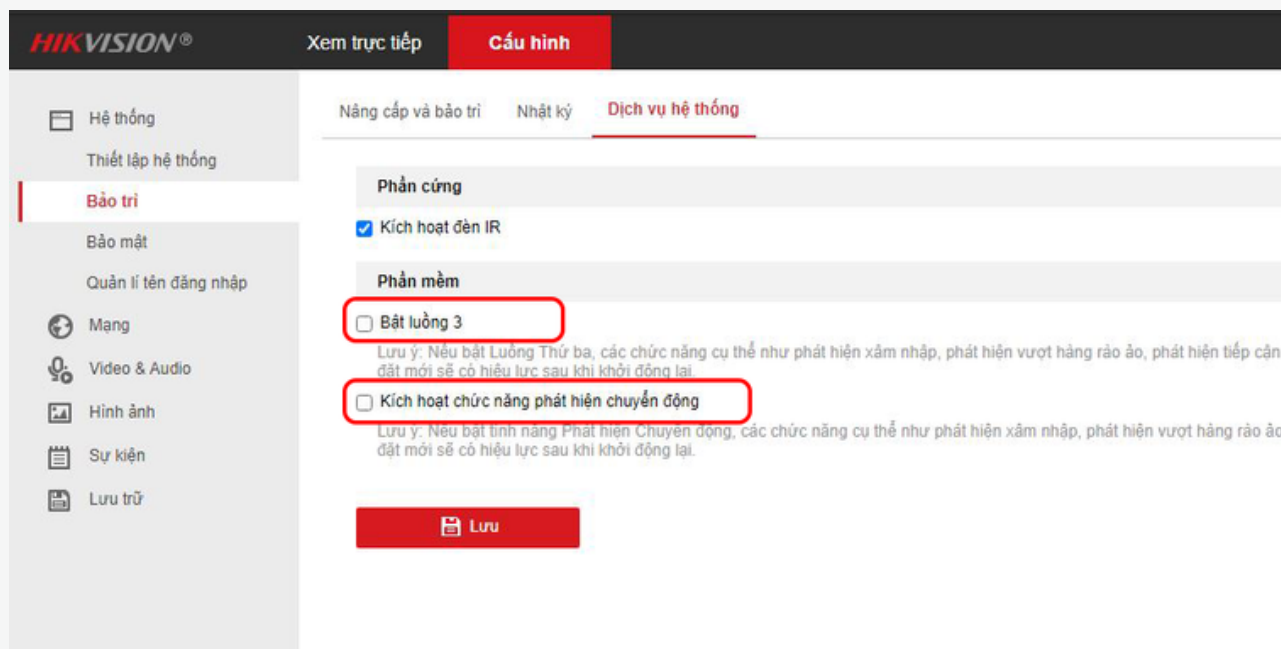 HIKVISION®
Xem trực tiếp
Cấu hình
Hệ thống
Thiết lập hệ thống
Bảo trì
Bảo mật
Quản lí tên đăng nhập
Mạng
Video & Audio
Hình ảnh
Sự kiện
Lưu trữ
Nâng cấp và bảo trì
Nhật ký
Dịch vụ hệ thống
Phần cứng
Kích hoạt đèn IR
Phần mềm
Bật luồng 3
Lưu ý: Nếu bật Luồng Thứ ba, các chức năng cụ thể như phát hiện xâm nhập, phát hiện vượt hàng rào ảo, phát hiện tiếp cận
đặt mới sẽ có hiệu lực sau khi khởi động lại.
Kích hoạt chức năng phát hiện chuyển động
Lưu ý: Nếu bật tính năng Phát hiện Chuyển động, các chức năng cụ thể như phát hiện xâm nhập, phát hiện vượt hàng rào ảo
đặt mới sẽ có hiệu lực sau khi khởi động lại.
Lưu